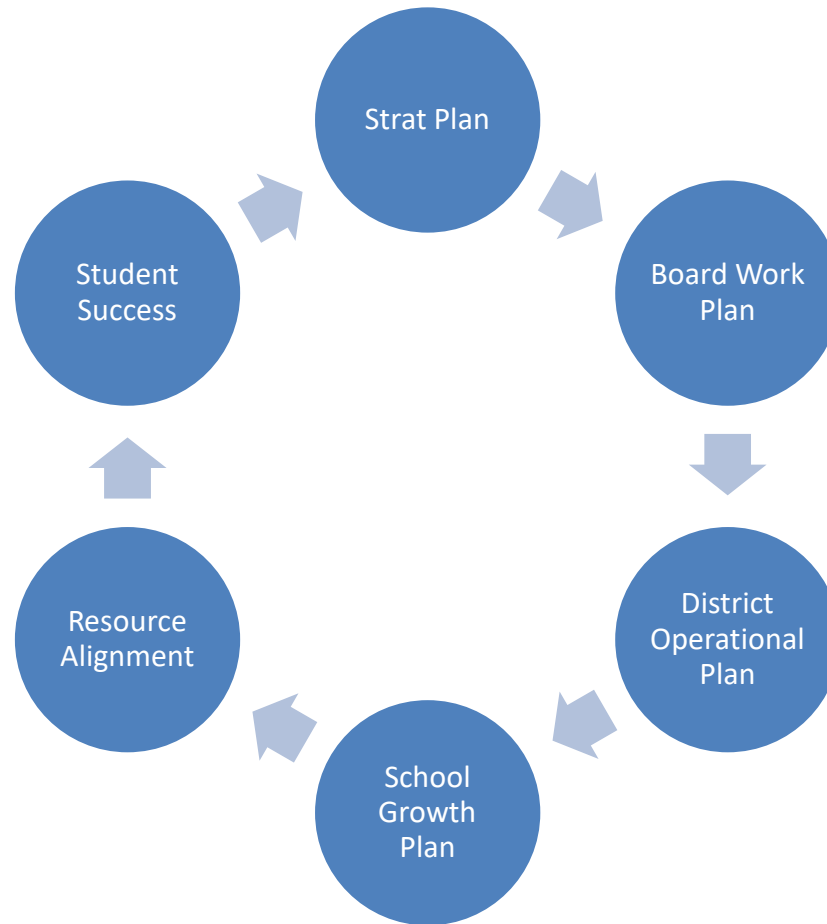 Strat Plan
Board Work
Plan
District
Operational
Plan
School
Growth
Plan
Resource
Alignment
Student
Success